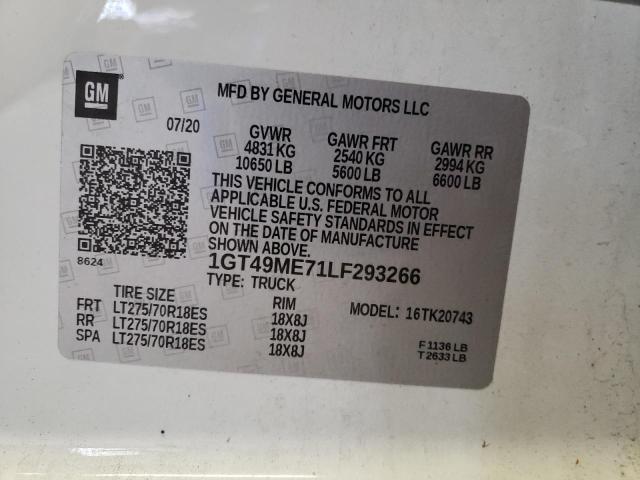 GM
MFD BY GENERAL MOTORS LLC
07/20
GVWR GAWR FRT GAWR RR
4831 KG 2540 KG 2994 KG
10650 LB 5600 LB 6600 LB
THIS VEHICLE CONFORMS TO ALL
APPLICABLE U.S. FEDERAL MOTOR
VEHICLE SAFETY STANDARDS IN EFFECT
ON THE DATE OF MANUFACTURE
SHOWN ABOVE.
8624
1GT49ME71LF293266
TYPE: TRUCK
TIRE SIZE RIM MODEL: 16TK20743
FRT LT275/70R18ES 18X8J
RR LT275/70R18ES 18X8J
SPA LT275/70R18ES 18X8J
F 1136 LB
T 2633 LB